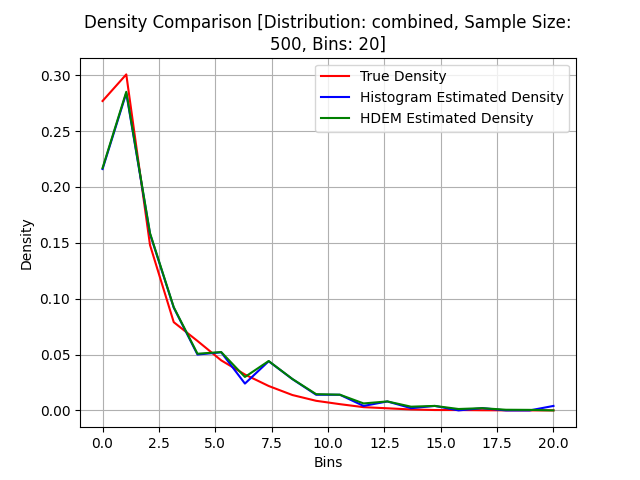 Density Comparison [Distribution: combined, Sample Size:
500, Bins: 20]
True Density
Histogram Estimated Density
HDEM Estimated Density
Density
0.30
0.25
0.20
0.15
0.10
0.05
0.00
0.0 2.5 5.0 7.5 10.0 12.5 15.0 17.5 20.0
Bins